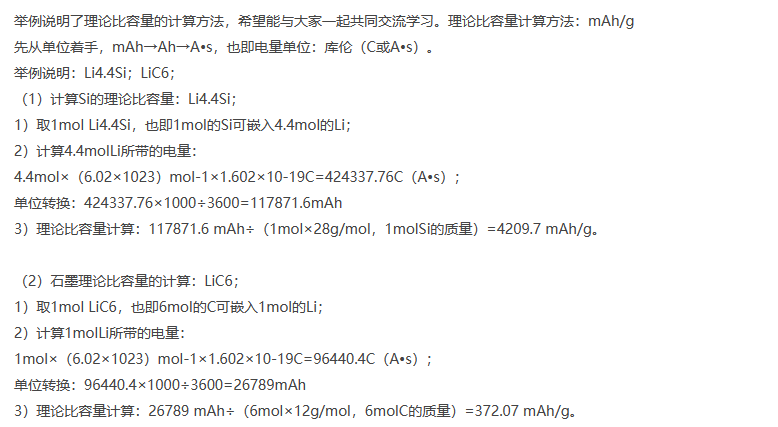 举例说明了理论比容量的计算方法，希望能与大家一起共同交流学习。理论比容量计算方法：mAh/g
先从单位着手，mAh→Ah→A•s，也即电量单位：库伦（C或A•s）。
举例说明：Li4.4Si；LiC6；
（1）计算Si的理论比容量：Li4.4Si；
1）取1mol Li4.4Si，也即1mol的Si可嵌入4.4mol的Li；
2）计算4.4molLi所带的电量：
4.4mol×（6.02×1023）mol-1×1.602×10-19C=424337.76C（A•s）；
单位转换：424337.76×1000÷3600=117871.6mAh
3）理论比容量计算：117871.6 mAh÷（1mol×28g/mol，1molSi的质量）=4209.7 mAh/g。
（2）石墨理论比容量的计算：LiC6；
1）取1mol LiC6，也即6mol的C可嵌入1mol的Li；
2）计算1molLi所带的电量：
1mol×（6.02×1023）mol-1×1.602×10-19C=96440.4C（A•s）；
单位转换：96440.4×1000÷3600=26789mAh
3）理论比容量计算：26789 mAh÷（6mol×12g/mol，6molC的质量）=372.07 mAh/g。